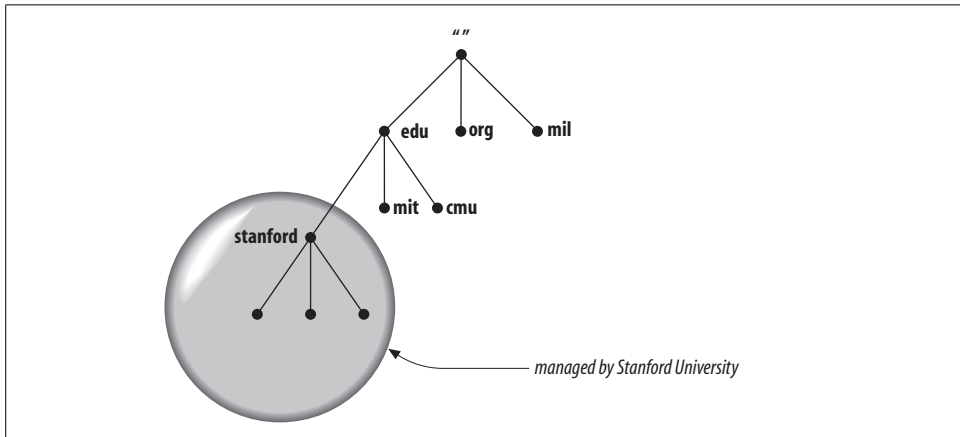 “ ”
edu
org
mil
mit
cmu
stanford
managed by Stanford University